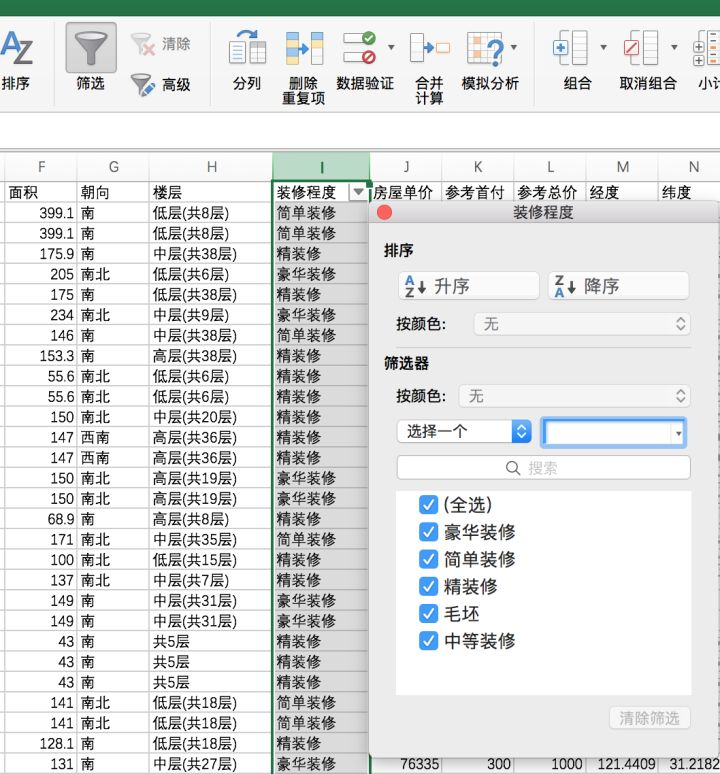 清除
排序 筛选 高级 分列 删除重复项 数据验证 合并计算 模拟分析 组合 取消组合
F G H I J K L M N
面积 朝向 楼层 装修程度 房屋单价 参考首付 参考总价 经度 纬度
399.1 南 低层(共8层) 简单装修
399.1 南 低层(共8层) 简单装修
175.9 南 中层(共38层) 精装修
205 南北 低层(共6层) 豪华装修
175 南 低层(共38层) 精装修
234 南北 中层(共9层) 豪华装修
146 南 中层(共38层) 简单装修
153.3 南 高层(共38层) 精装修
55.6 南北 低层(共6层) 精装修
55.6 南北 低层(共6层) 精装修
150 南北 中层(共20层) 精装修
147 西南 高层(共36层) 精装修
147 西南 高层(共36层) 精装修
150 南北 高层(共19层) 豪华装修
150 南北 高层(共19层) 豪华装修
68.9 南 高层(共8层) 精装修
171 南北 中层(共35层) 简单装修
100 南北 低层(共15层) 精装修
137 南北 中层(共7层) 精装修
149 南 中层(共31层) 豪华装修
149 南 中层(共31层) 豪华装修
43 南 共5层 精装修
43 南 共5层 精装修
43 南 共5层 精装修
141 南北 低层(共18层) 简单装修
141 南北 低层(共18层) 简单装修
128.1 南 低层(共18层) 精装修
131 南 中层(共27层) 豪华装修 76335 300 1000 121.4409 31.2182
装修程度
排序
升序 降序
按颜色: 无
筛选器
按颜色: 无
选择一个
搜索
(全选)
豪华装修
简单装修
精装修
毛坯
中等装修
清除筛选